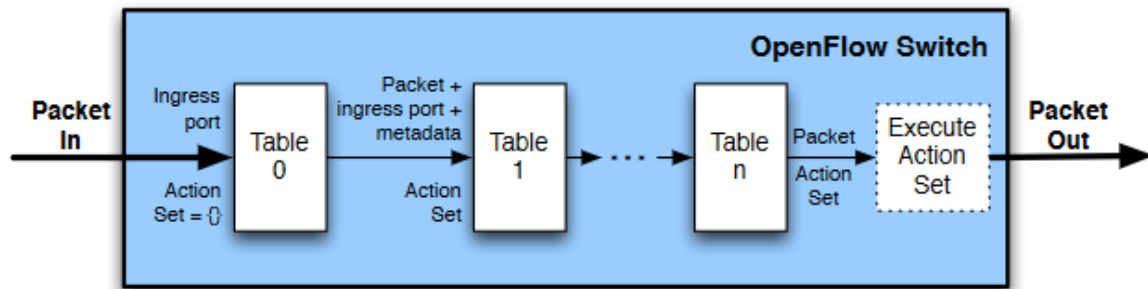 OpenFlow Switch
Packet
In
Ingress
port
Action
Set = {}
Table
0
Packet +
ingress port +
metadata
Action
Set
Table
1
...
Table
n
Packet
Action
Set
Execute
Action
Set
Packet
Out